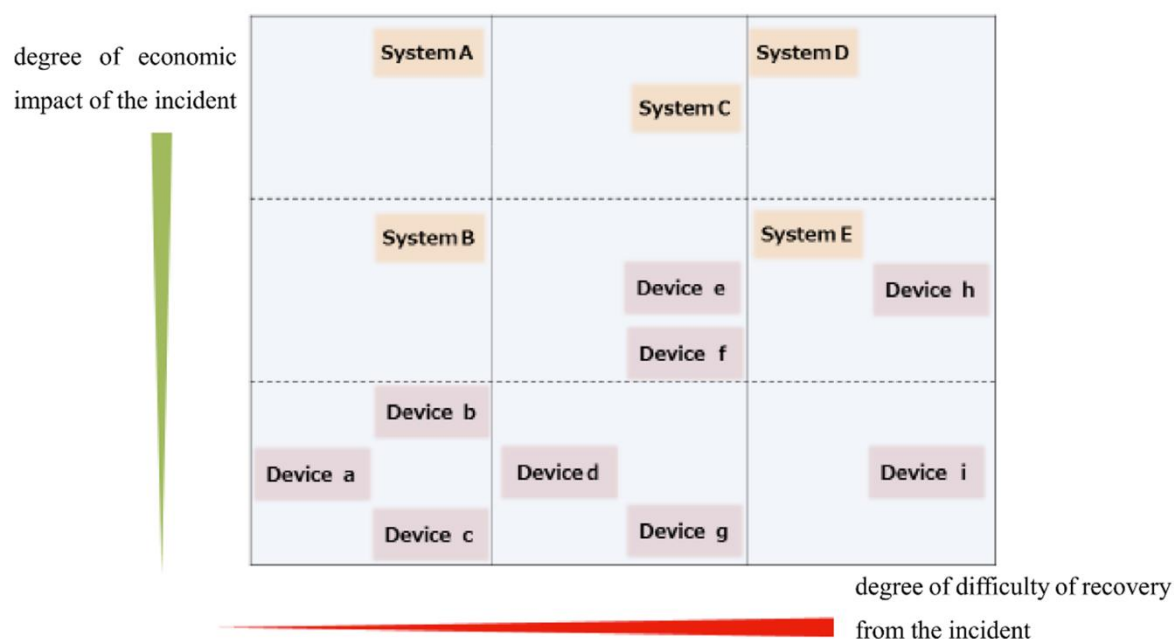 degree of economic
impact of the incident
System A
System D
System C
System B
System E
Device e
Device h
Device f
Device b
Device a
Device d
Device i
Device c
Device g
degree of difficulty of recovery
from the incident